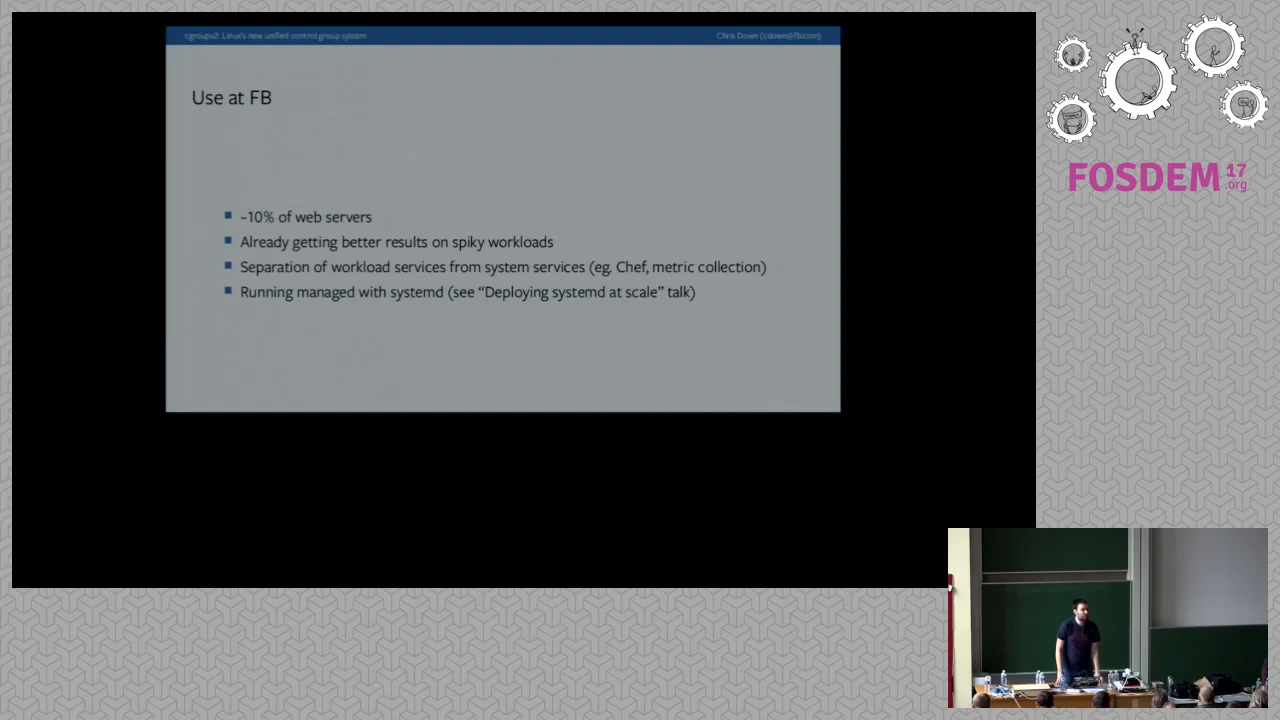 cgroupv2: Linux's new unified control group system
Chris Down (cdown@fb.com)
Use at FB
~10% of web servers
Already getting better results on spiky workloads
Separation of workload services from system services (eg. Chef, metric collection)
Running managed with systemd (see “Deploying systemd at scale” talk)
FOSDEM 17
.org